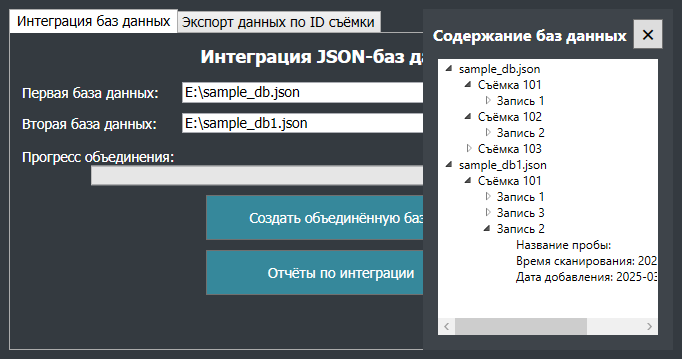 Интеграция баз данных
Экспорт данных по ID съёмки
Интеграция JSON-баз да
Первая база данных:
E:\sample_db.json
Вторая база данных:
E:\sample_db1.json
Прогресс объединения:
Создать объединённую баз
Отчёты по интеграции
Содержание баз данных
sample_db.json
Съёмка 101
Запись 1
Съёмка 102
Запись 2
Съёмка 103
sample_db1.json
Съёмка 101
Запись 1
Запись 3
Запись 2
Название пробы:
Время сканирования: 202
Дата добавления: 2025-03